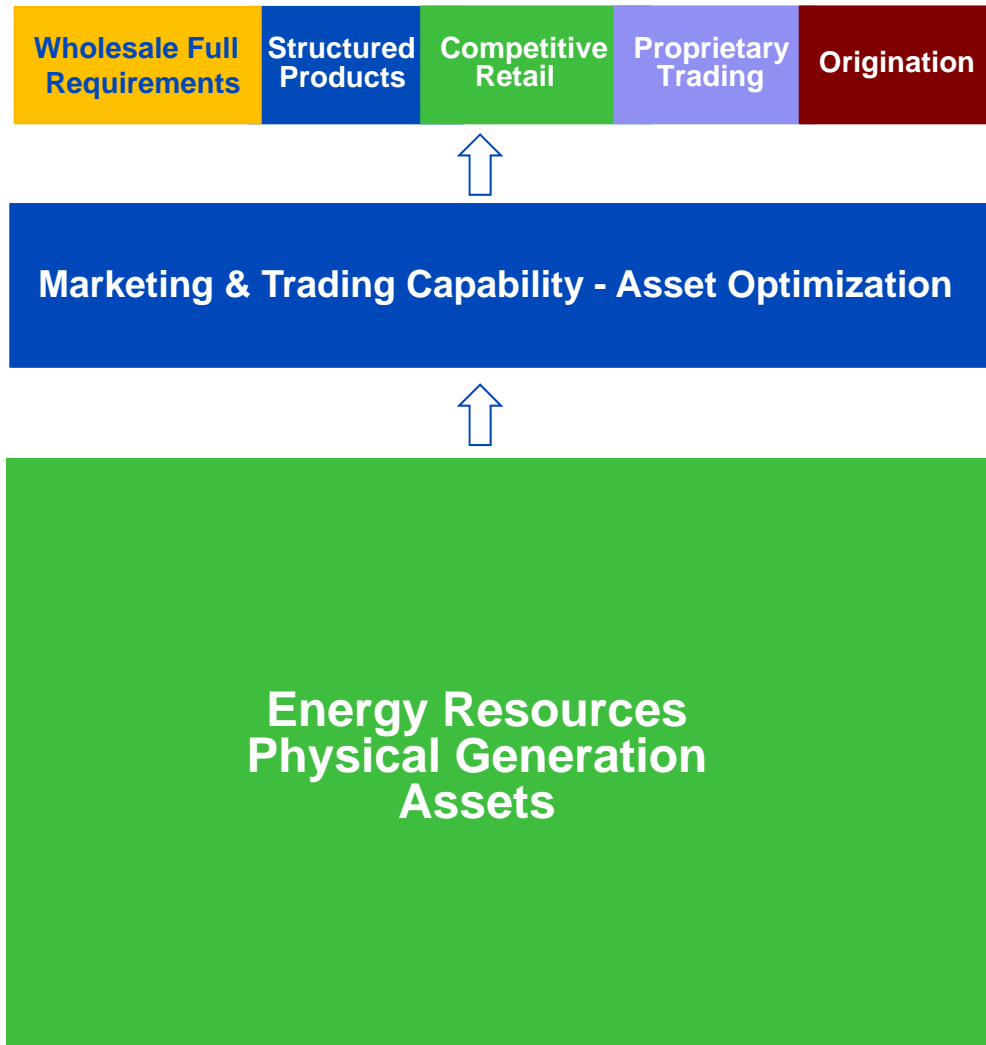 Wholesale Full
Requirements
Structured
Products
Competitive
Retail
Proprietary
Trading
Origination
Marketing & Trading Capability - Asset Optimization
Energy Resources
Physical Generation
Assets